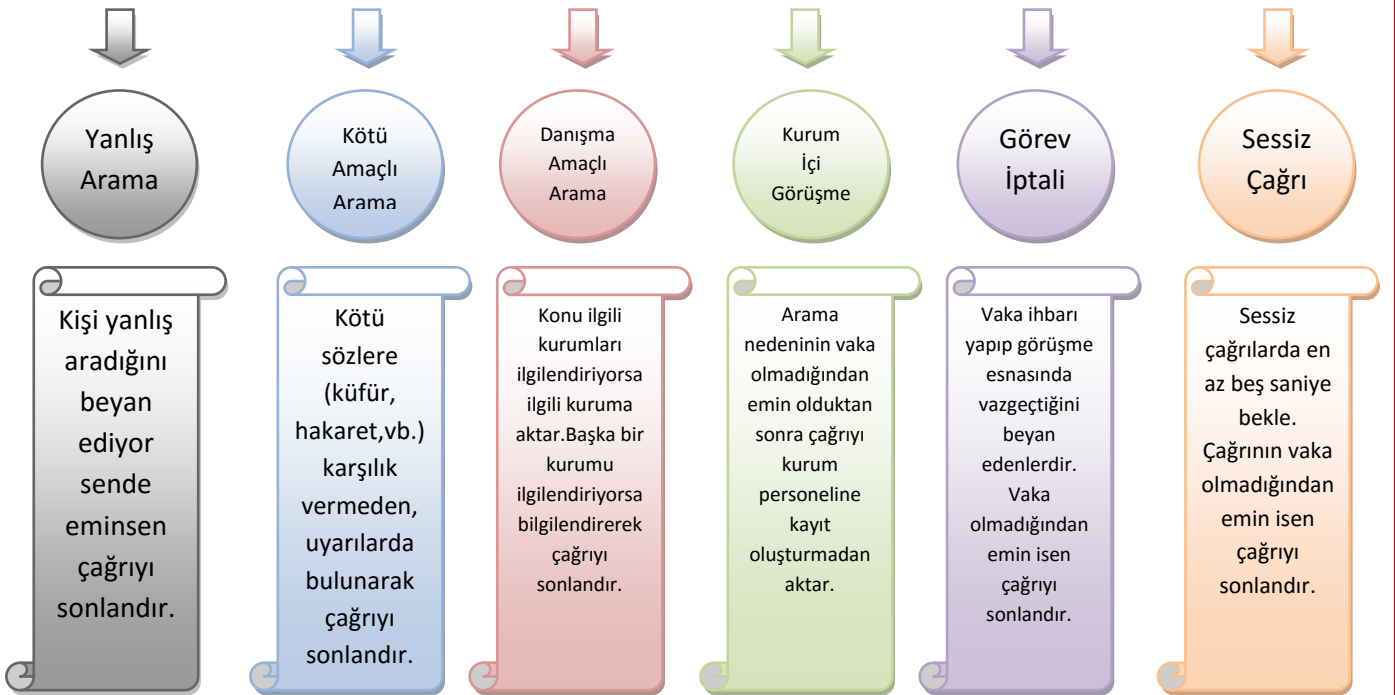 Yanlış
Arama
Kötü
Amaçlı
Arama
Danışma
Amaçlı
Arama
Kurum
İçi
Görüşme
Görev
İptali
Sessiz
Çağrı
Kişi yanlış
aradığını
beyan
ediyor
sende
eminsen
çağrıyı
sonlandır.
Kötü
sözlere
(küfür,
hakaret,vb.)
karşılık
vermeden,
uyarılarda
bulunarak
çağrıyı
sonlandır.
Konu ilgili
kurumları
ilgilendiriyorsa
ilgili kuruma
aktar.Başka bir
kurumu
ilgilendiriyorsa
bilgilendirerek
çağrıyı
sonlandır.
Arama
nedeninin vaka
olmadığından
emin olduktan
sonra çağrıyı
kurum
personeline
kayıt
oluşturmadan
aktar.
Vaka ihbarı
yapıp görüşme
esnasında
vazgeçtiğini
beyan
edenlerdir.
Vaka
olmadığından
emin isen
çağrıyı
sonlandır.
Sessiz
çağrılarda en
az beş saniye
bekle.
Çağrının vaka
olmadığından
emin isen
çağrıyı
sonlandır.